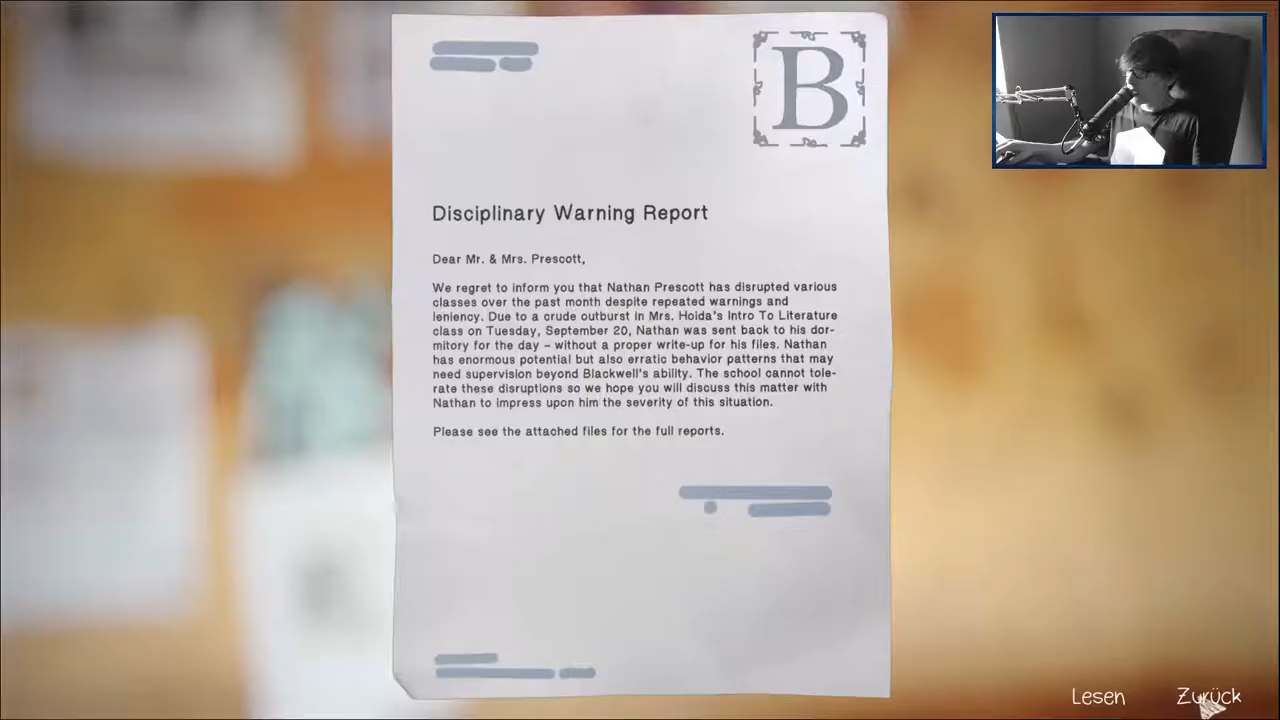 B
Disciplinary Warning Report
Dear Mr. & Mrs. Prescott,
We regret to inform you that Nathan Prescott has disrupted various
classes over the past month despite repeated warnings and
leniency. Due to a crude outburst in Mrs. Hoida's Intro To Literature
class on Tuesday, September 20, Nathan was sent back to his dor-
mitory for the day – without a proper write-up for his files. Nathan
has enormous potential but also erratic behavior patterns that may
need supervision beyond Blackwell's ability. The school cannot tole-
rate these disruptions so we hope you will discuss this matter with
Nathan to impress upon him the severity of this situation.
Please see the attached files for the full reports.
Lesen Zurück